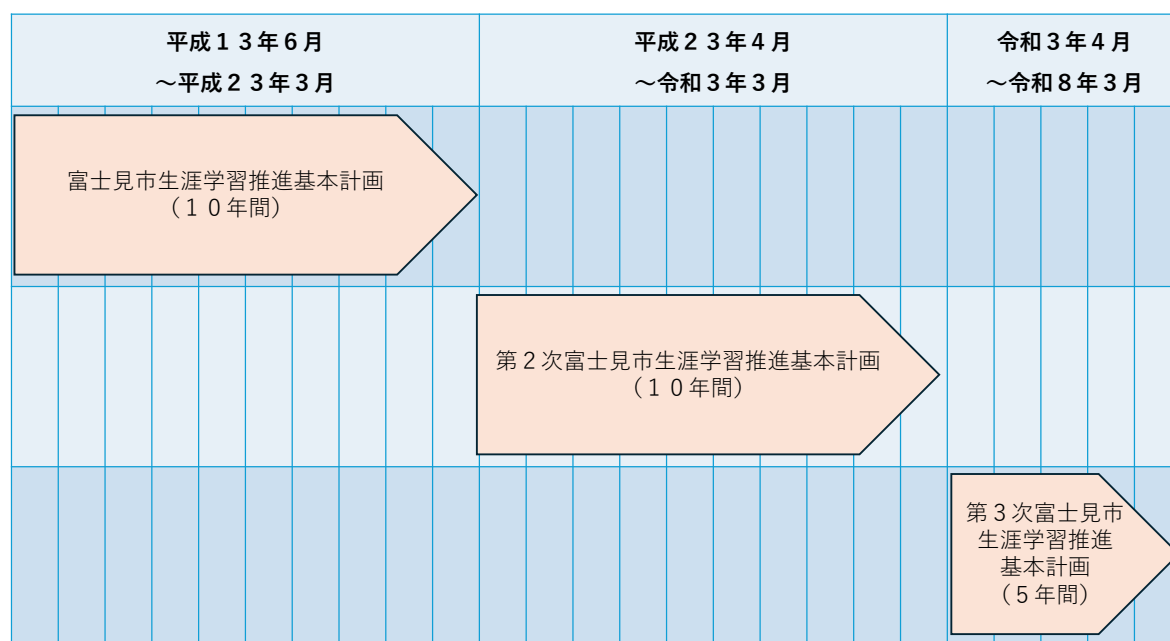 平成１３年６月
～平成２３年３月
平成２３年４月
～令和３年３月
令和３年４月
～令和８年３月
富士見市生涯学習推進基本計画
（１０年間）
第２次富士見市生涯学習推進基本計画
（１０年間）
第３次富士見市
生涯学習推進
基本計画
（５年間）